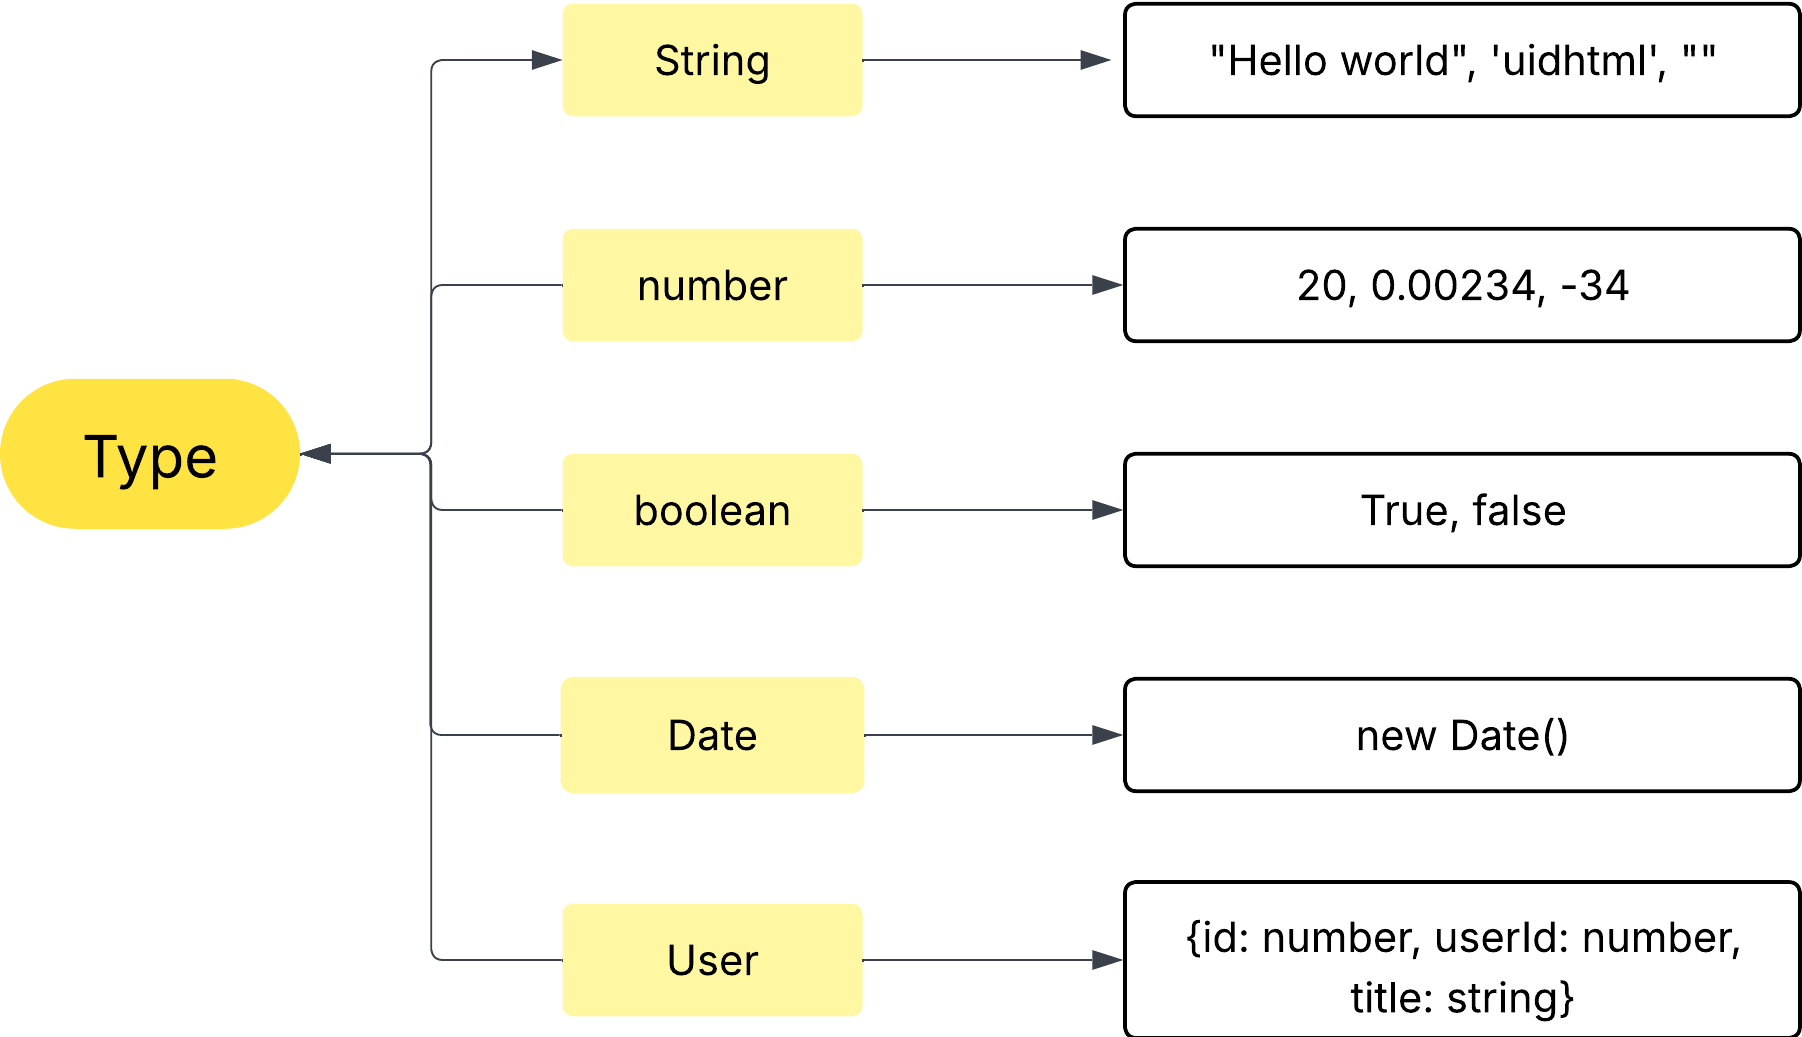 String
"Hello world", 'uidhtml', ""
number
20, 0.00234, -34
Type
boolean
True, false
Date
new Date()
User
{id: number, userId: number,
title: string}